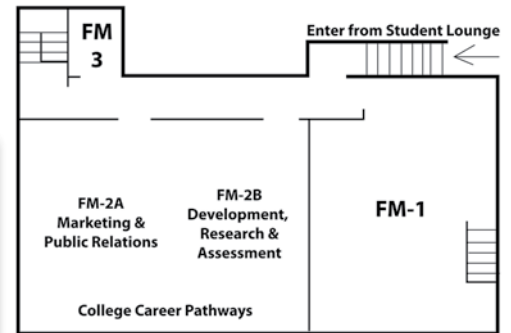 FM
3
Enter from Student Lounge
FM-2A
Marketing &
Public Relations
FM-2B
Development,
Research &
Assessment
FM-1
College Career Pathways